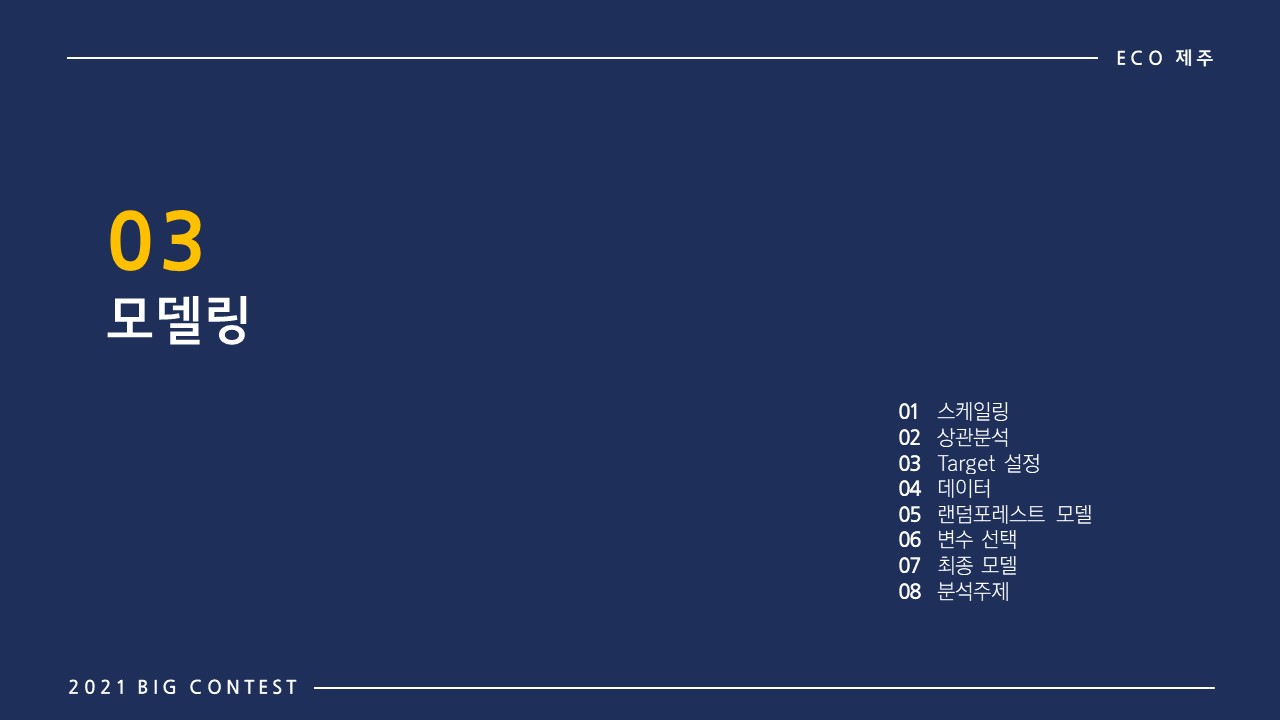 ECO 제주
03
모델링
01 스케일링
02 상관분석
03 Target 설정
04 데이터
05 랜덤포레스트 모델
06 변수 선택
07 최종 모델
08 분석주제
2021 BIG CONTEST